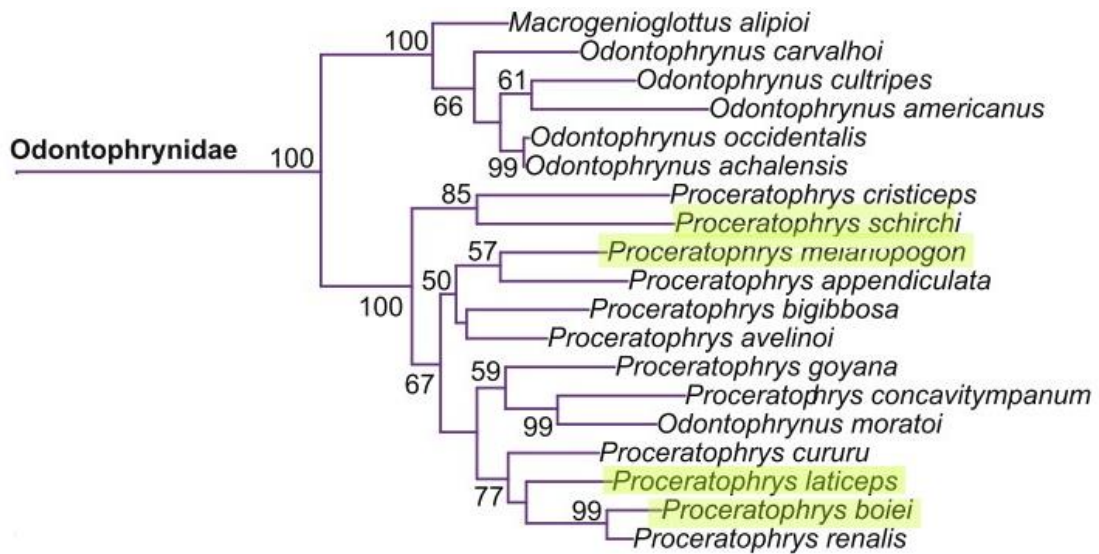 Macrogenioglottus alipioi
100
Odontophrynus carvalhoi
61 Odontophrynus cultripes
66
Odontophrynus americanus
Odontophrynus occidentalis
Odontophrynidae 100
99 Odontophrynus achalensis
85 Proceratophrys cristiceps
Proceratophrys schirchi
57 Proceratophrys melanopogon
50 Proceratophrys appendiculata
100 Proceratophrys bigibbosa
Proceratophrys avelinoi
67 59 Proceratophrys goyana
Proceratophrys concavitympanum
99 Odontophrynus moratoi
Proceratophrys cururu
77 Proceratophrys laticeps
99 Proceratophrys boiei
Proceratophrys renalis